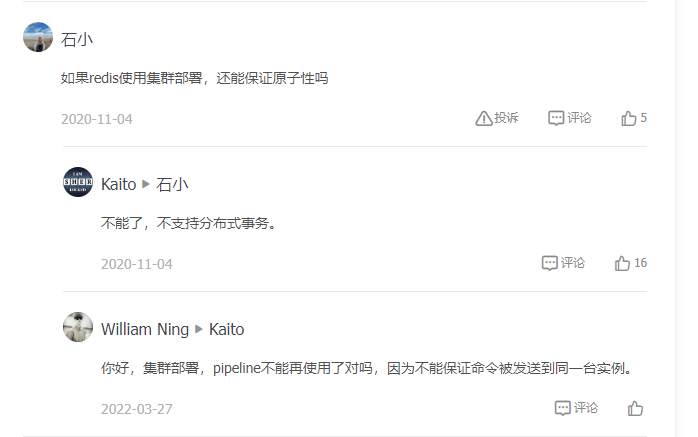 石小
如果redis使用集群部署，还能保证原子性吗
2020-11-04 投诉 评论 5
I AM
SHER
LOCKED
Kaito 石小
不能了，不支持分布式事务。
2020-11-04 评论 16
William Ning Kaito
你好，集群部署，pipeline不能再使用了对吗，因为不能保证命令被发送到同一台实例。
2022-03-27 评论